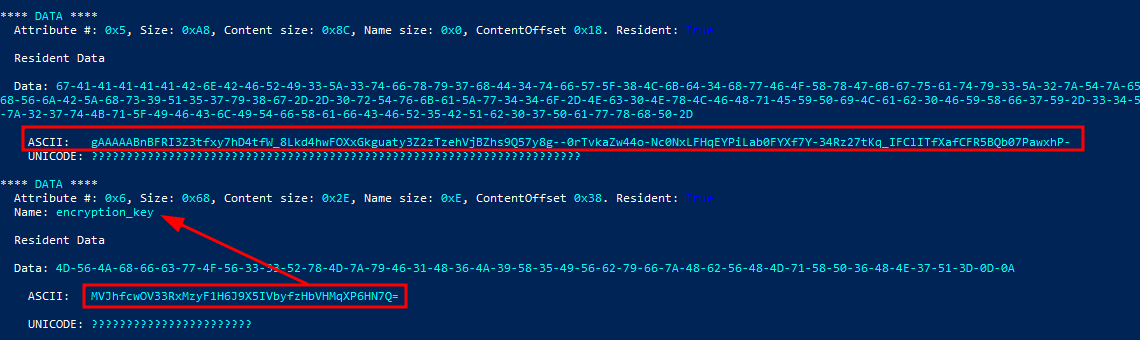 **** DATA ****
Attribute #: 0x5, Size: 0xA8, Content size: 0x8C, Name size: 0x0, ContentOffset 0x18. Resident: True
Resident Data
Data: 67-41-41-41-41-41-42-6E-42-46-52-49-33-5A-33-74-66-78-79-37-68-44-34-74-66-57-5F-38-4C-6B-64-34-68-77-46-4F-58-78-47-6B-67-75-61-74-79-33-5A-32-7A-54-7A-65
68-56-6A-42-5A-68-73-39-51-35-37-79-38-67-2D-2D-30-72-54-76-6B-61-5A-77-34-34-6F-2D-4E-63-30-4E-78-4C-46-48-71-45-59-50-69-4C-61-62-30-46-59-58-66-37-59-2D-33-34-5
-7A-32-37-74-4B-71-5F-49-46-43-6C-49-54-66-58-61-66-43-46-52-35-42-51-62-30-37-50-61-77-78-68-50-2D
ASCII: gAAAAABnBFRI3Z3tfxy7hD4tfW_8Lkd4hwFOXxGkguaty3Z2zTzehVjBZhs9Q57y8g--0rTvkaZw44o-Nc0NxLFHqEYPiLab0FYXf7Y-34Rz27tKq_IFClITfXafCFR5BQb07PawxhP-
UNICODE: ??????????????????????????????????????????????????????????????????????
**** DATA ****
Attribute #: 0x6, Size: 0x68, Content size: 0x2E, Name size: 0xE, ContentOffset 0x38. Resident: True
Name: encryption_key
Resident Data
Data: 4D-56-4A-68-66-63-77-4F-56-33-33-52-78-4D-7A-79-46-31-48-36-4A-39-58-35-49-56-62-79-66-7A-48-62-56-48-4D-71-58-50-36-48-4E-37-51-3D-0D-0A
ASCII: MVJhfcwOV33RxMzyF1H6J9X5IVbyfzHbVHMqXP6HN7Q=
UNICODE: ???????????????????????